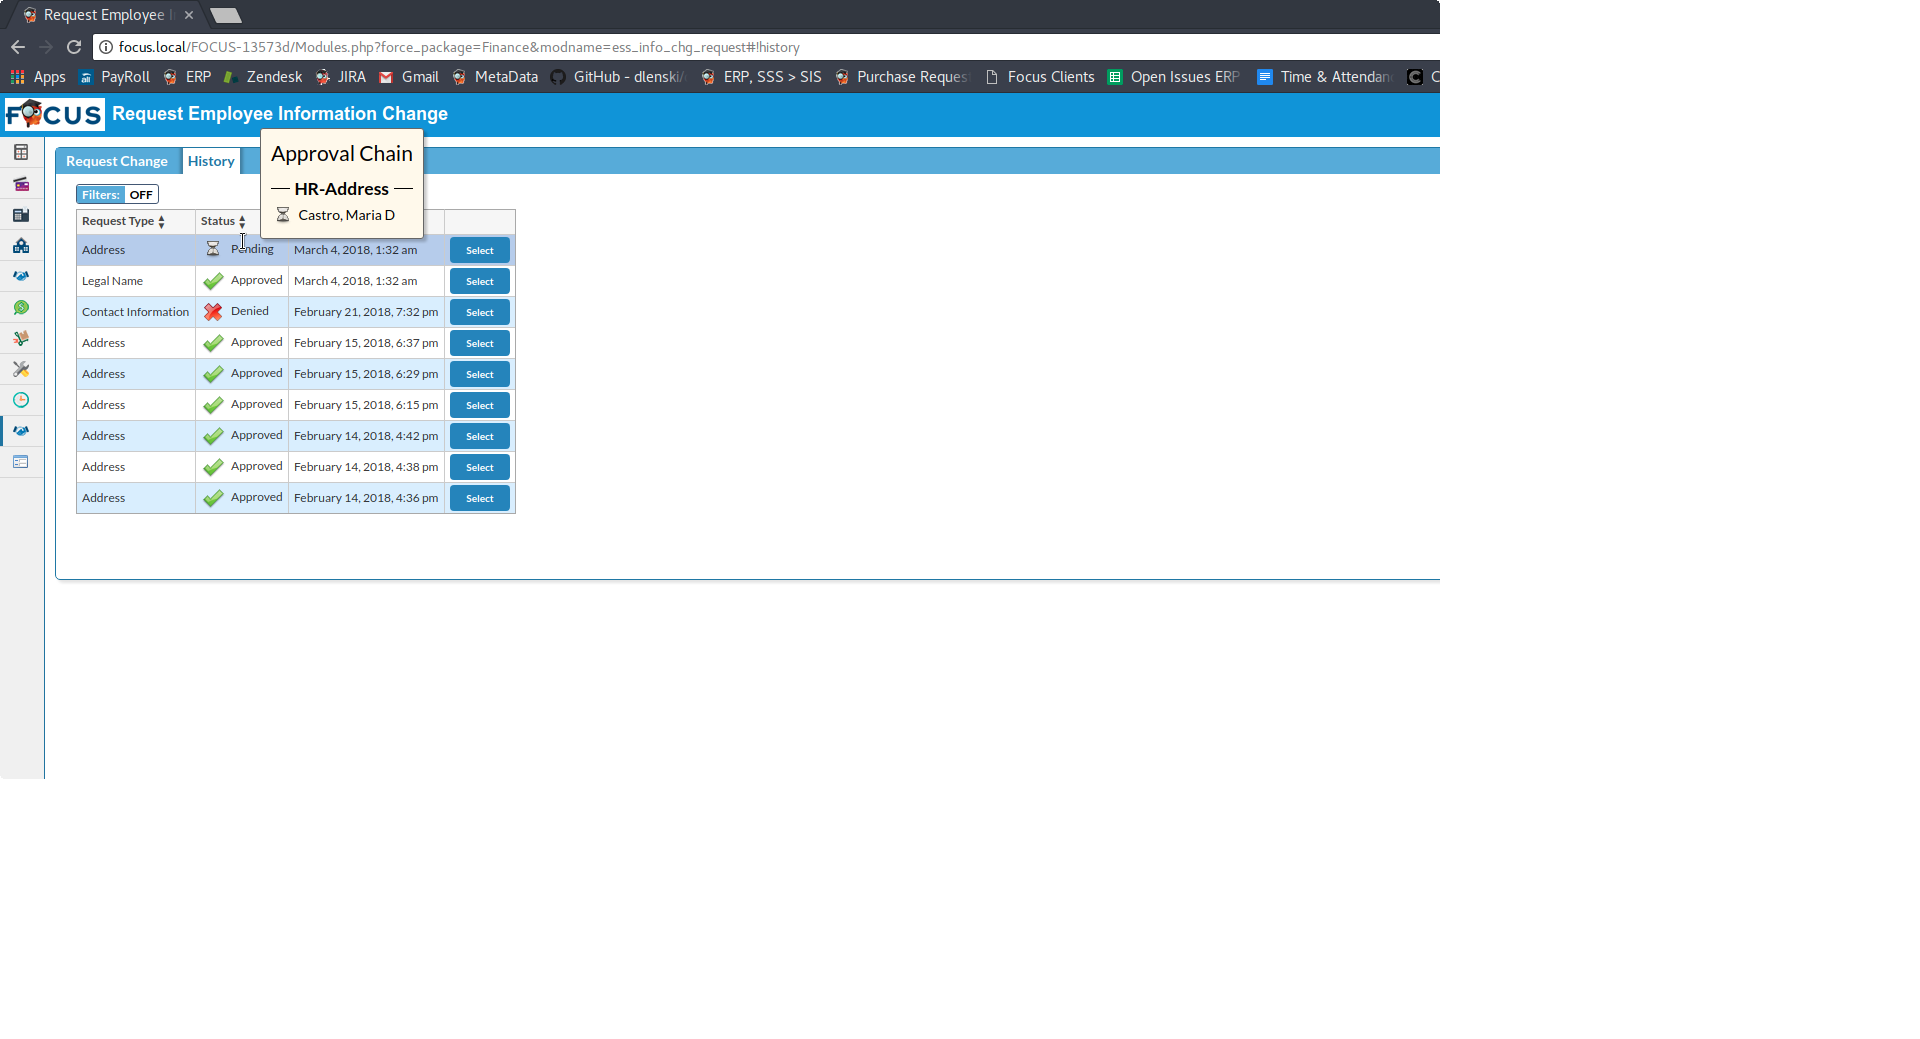 Request Employee I
focus.local/FOCUS-13573d/Modules.php?force_package=Finance&modname=ess_info_chg_request#!history
Apps PayRoll ERP Zendesk JIRA Gmail MetaData GitHub - dlenski/ ERP, SSS > SIS Purchase Reques Focus Clients Open Issues ERP Time & Attendan C
FOCUS Request Employee Information Change
Request Change History
Approval Chain
HR-Address
Castro, Maria D
Filters: OFF
Request Type Status
Address Pending March 4, 2018, 1:32 am Select
Legal Name Approved March 4, 2018, 1:32 am Select
Contact Information Denied February 21, 2018, 7:32 pm Select
Address Approved February 15, 2018, 6:37 pm Select
Address Approved February 15, 2018, 6:29 pm Select
Address Approved February 15, 2018, 6:15 pm Select
Address Approved February 14, 2018, 4:42 pm Select
Address Approved February 14, 2018, 4:38 pm Select
Address Approved February 14, 2018, 4:36 pm Select